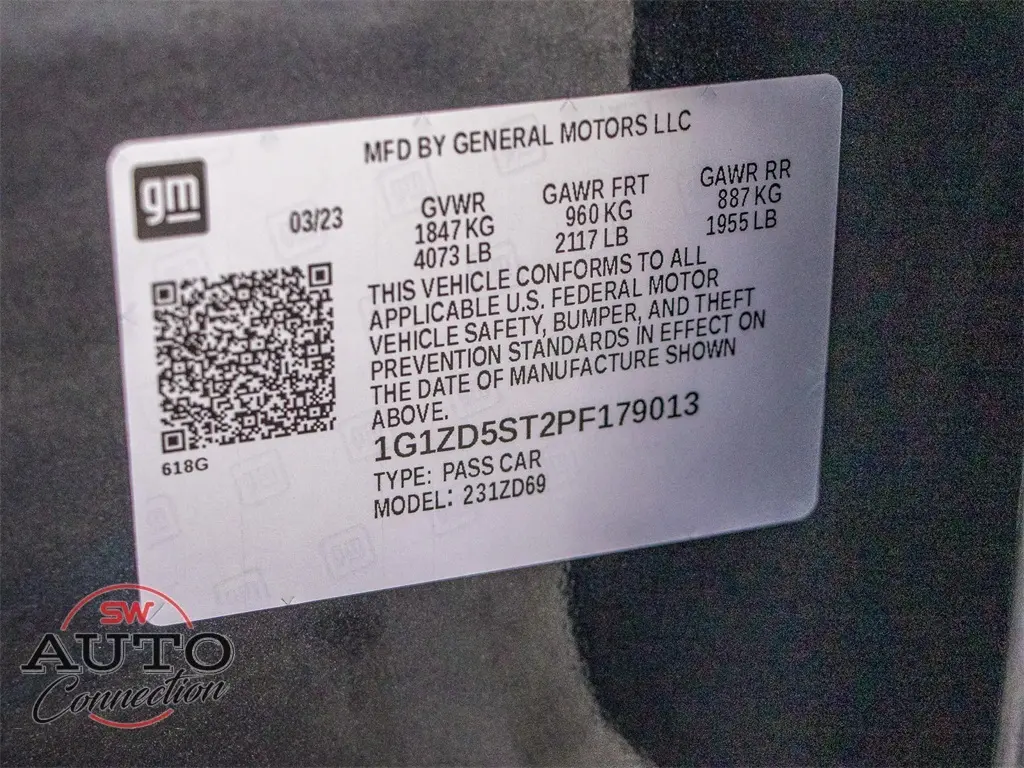 MFD BY GENERAL MOTORS LLC
gm
03/23
GVWR GAWR FRT GAWR RR
1847 KG 960 KG 887 KG
4073 LB 2117 LB 1955 LB
THIS VEHICLE CONFORMS TO ALL
APPLICABLE U.S. FEDERAL MOTOR
VEHICLE SAFETY, BUMPER, AND THEFT
PREVENTION STANDARDS IN EFFECT ON
THE DATE OF MANUFACTURE SHOWN
ABOVE.
1G1ZD5ST2PF179013
618G
TYPE: PASS CAR
MODEL: 231ZD69
SW
AUTO
Connection